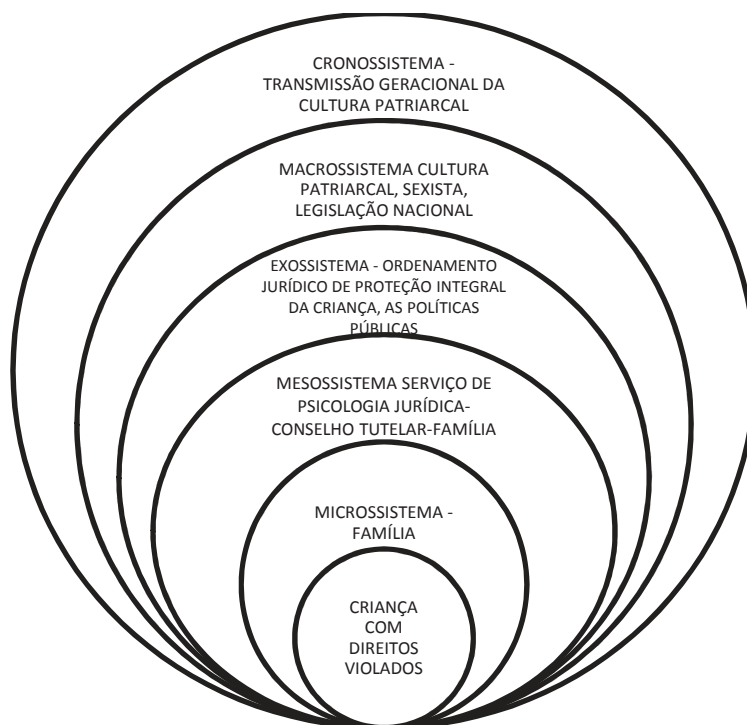 CRONOSSISTEMA -
TRANSMISSÃO GERACIONAL DA
CULTURA PATRIARCAL
MACROSSISTEMA CULTURA
PATRIARCAL, SEXISTA,
LEGISLAÇÃO NACIONAL
EXOSSISTEMA - ORDENAMENTO
JURÍDICO DE PROTEÇÃO INTEGRAL
DA CRIANÇA, AS POLÍTICAS
PÚBLICAS
MESOSSISTEMA SERVIÇO DE
PSICOLOGIA JURÍDICA-
CONSELHO TUTELAR-FAMÍLIA
MICROSSISTEMA -
FAMÍLIA
CRIANÇA
COM
DIREITOS
VIOLADOS